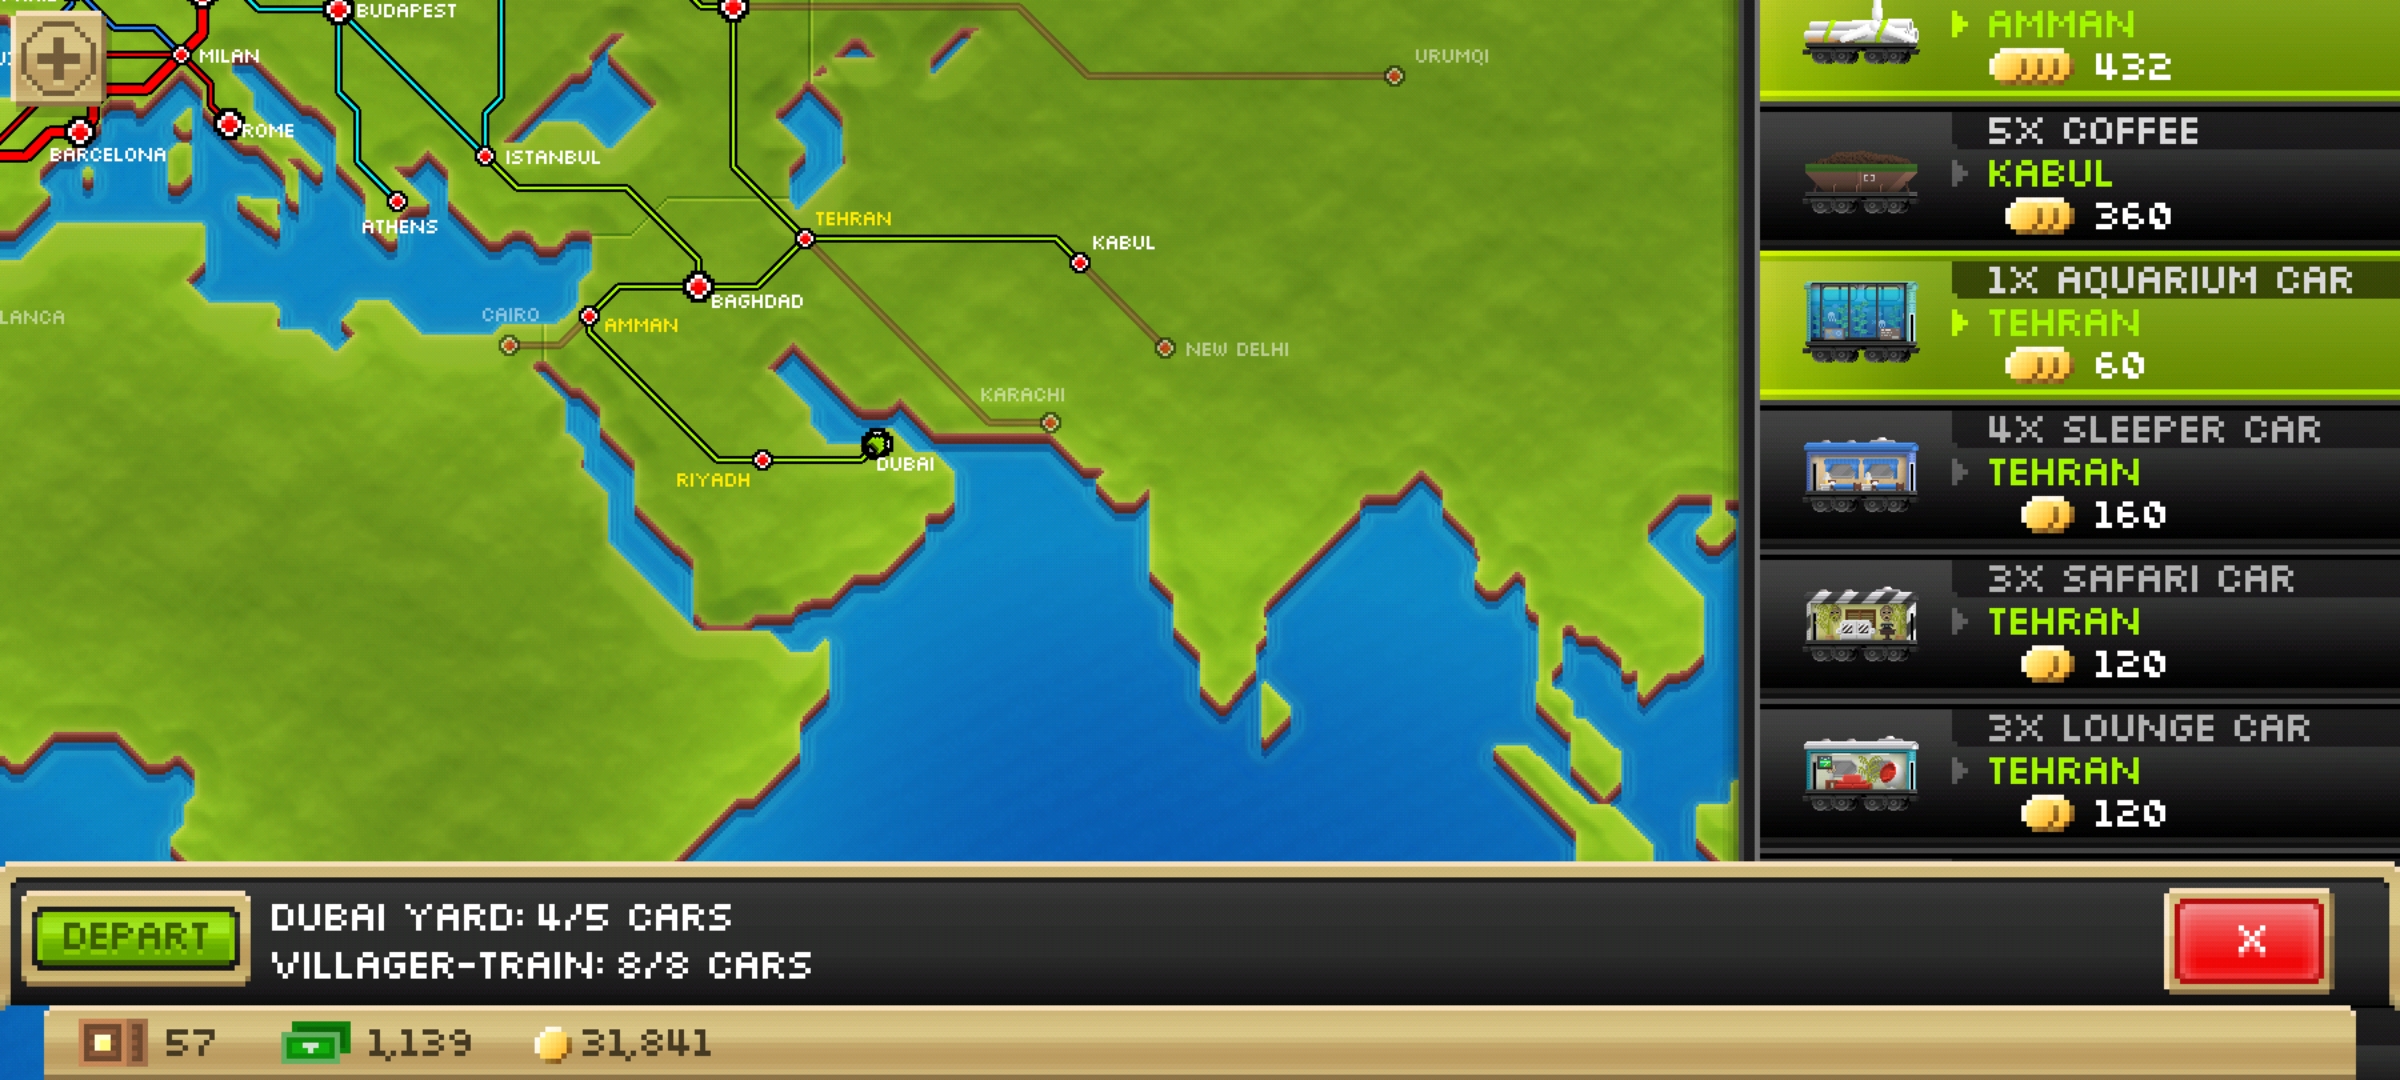 BUDAPEST
MILAN
URUMQI
ROME
BARCELONA
ISTANBUL
ATHENS
TEHRAN
KABUL
BAGHDAD
CAIRO
LANCA
AMMAN
NEW DELHI
KARACHI
DUBAI
RIYADH
AMMAN
432
5X COFFEE
KABUL
360
1X AQUARIUM CAR
TEHRAN
60
4X SLEEPER CAR
TEHRAN
160
3X SAFARI CAR
TEHRAN
120
3X LOUNGE CAR
TEHRAN
120
DEPART
DUBAI YARD: 4/5 CARS
VILLAGER-TRAIN: 8/8 CARS
X
57
1,139
31,841